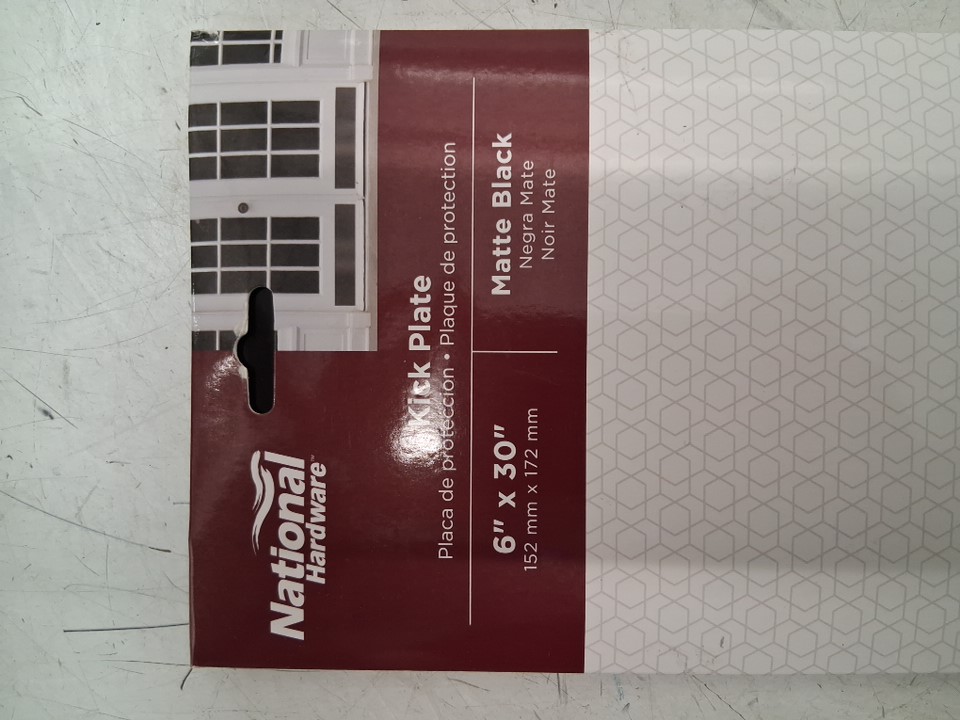 National
Hardware™
Kick Plate
Placa de protección • Plaque de protection
6" x 30"
152 mm x 172 mm
Matte Black
Negra Mate
Noir Mate